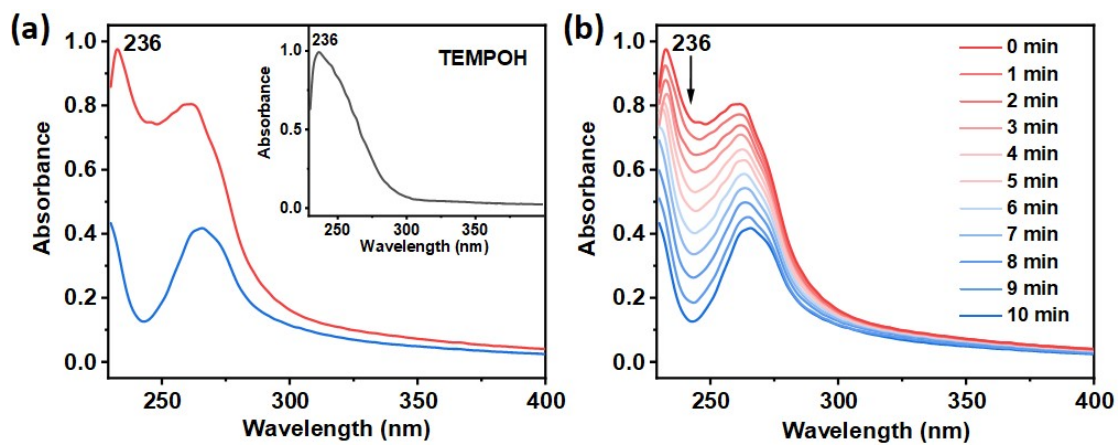 (a)
236
236
TEMPOH
1.0
0.5
0.0
Absorbance
250
300
350
Wavelength (nm)
1.0
0.8
0.6
0.4
0.2
0.0
Absorbance
250
300
350
400
Wavelength (nm)
(b)
236
0 min
1 min
2 min
3 min
4 min
5 min
6 min
7 min
8 min
9 min
10 min
1.0
0.8
0.6
0.4
0.2
0.0
Absorbance
250
300
350
400
Wavelength (nm)